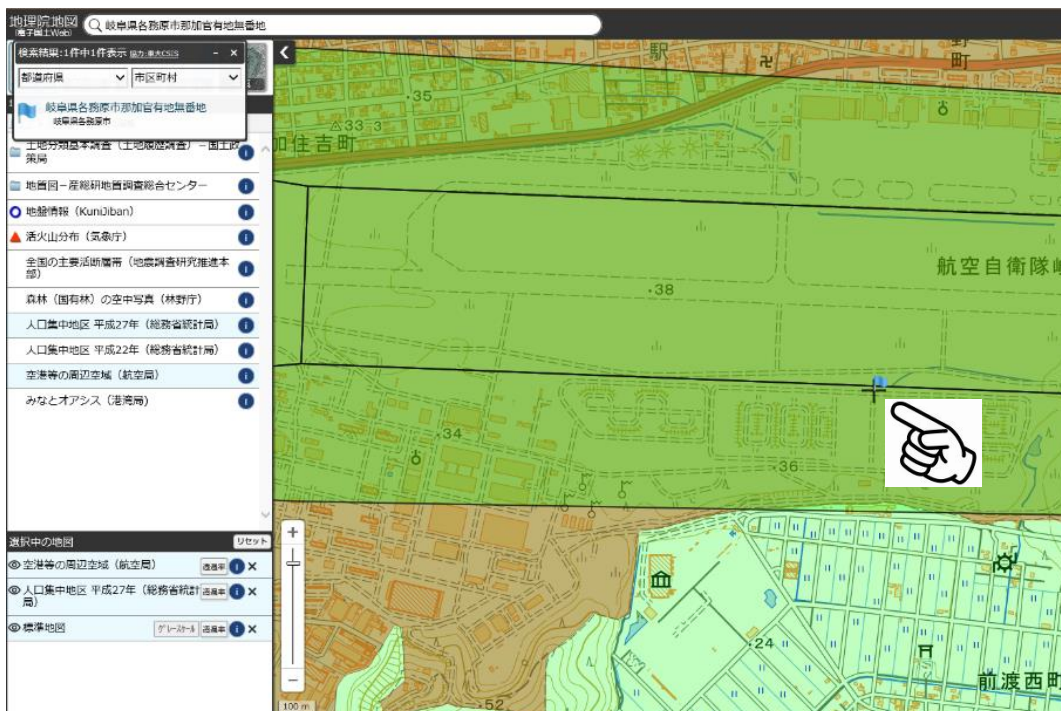 地理院地図
(電子国土Web)
岐阜県各務原市那加官有地無番地
検索結果:1件中1件表示 協力:東大CSIS － ×
都道府県 市区町村
岐阜県各務原市那加官有地無番地
岐阜県各務原市
土地分類基本調査（土地履歴調査）－国土政
策局
地質図－産総研地質調査総合センター
地盤情報（KuniJiban）
活火山分布（気象庁）
全国の主要活断層帯（地震調査研究推進本
部）
森林（国有林）の空中写真（林野庁）
人口集中地区 平成27年（総務省統計局）
人口集中地区 平成22年（総務省統計局）
空港等の周辺空域（航空局）
みなとオアシス（港湾局)
選択中の地図 リセット
空港等の周辺空域（航空局） 透過率 i ×
人口集中地区 平成27年（総務省統計 透過率 i ×
局）
標準地図 グレースケール 透過率 i ×
100 m
駅
野
町
35
33 3
加住吉町
航空自衛隊岐
38
34
36
24
前渡西町
52